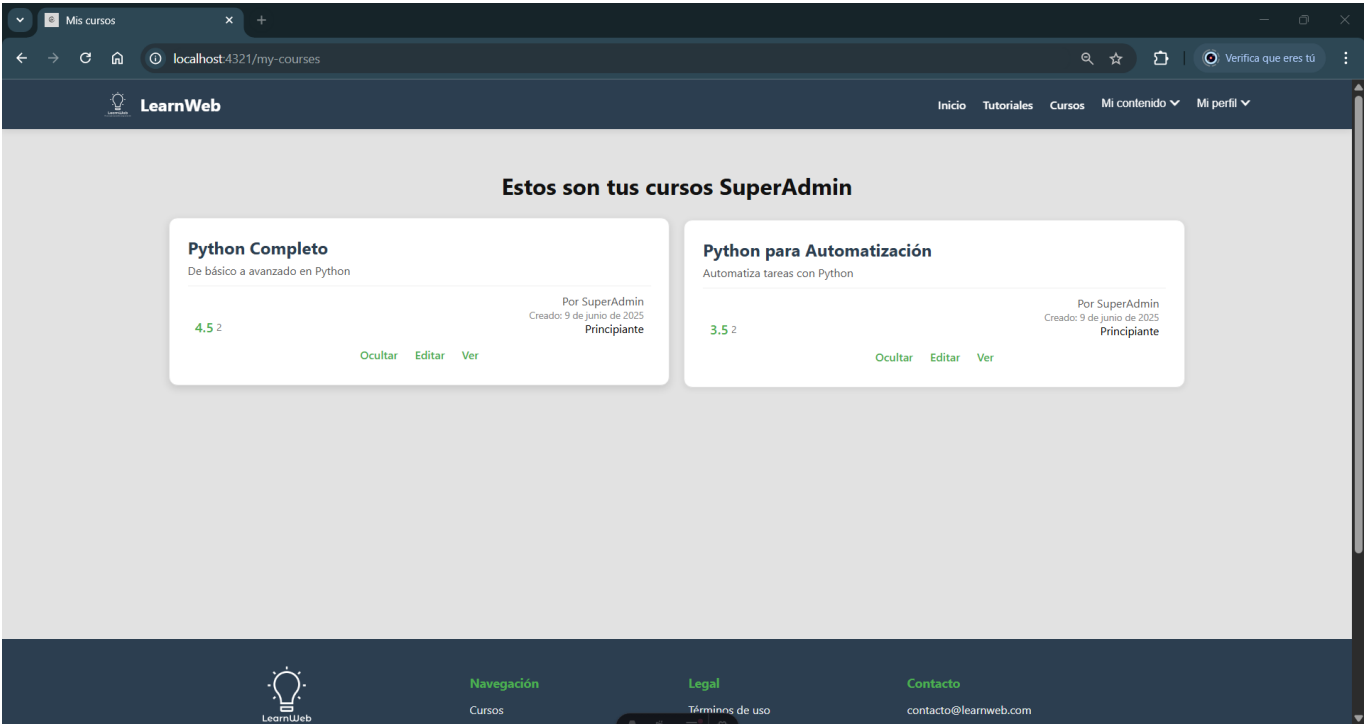 Mis cursos
localhost:4321/my-courses
Verifica que eres tú
LearnWeb
Inicio Tutoriales Cursos Mi contenido Mi perfil
Estos son tus cursos SuperAdmin
Python Completo
De básico a avanzado en Python
Por SuperAdmin
Creado: 9 de junio de 2025
4.5 2
Principiante
Ocultar Editar Ver
Python para Automatización
Automatiza tareas con Python
Por SuperAdmin
Creado: 9 de junio de 2025
3.5 2
Principiante
Ocultar Editar Ver
LearnWeb
Navegación
Cursos
Legal
Términos de uso
Contacto
contacto@learnweb.com